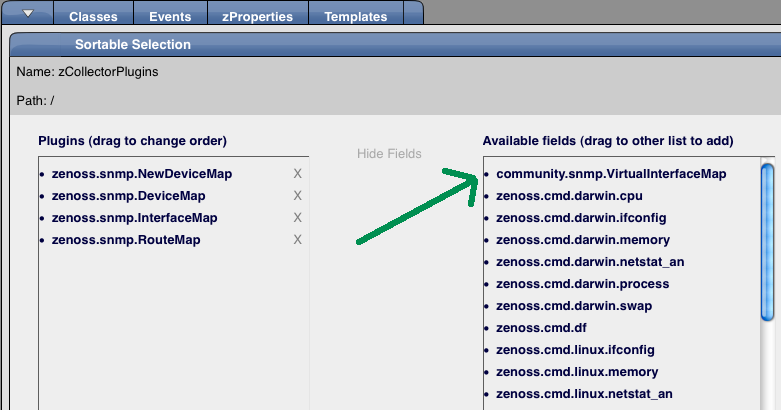 Classes Events zProperties Templates
Sortable Selection
Name: zCollectorPlugins
Path: /
Plugins (drag to change order)
zenoss.snmp.NewDeviceMap X
zenoss.snmp.DeviceMap X
zenoss.snmp.InterfaceMap X
zenoss.snmp.RouteMap X
Hide Fields
Available fields (drag to other list to add)
community.snmp.VirtualInterfaceMap
zenoss.cmd.darwin.cpu
zenoss.cmd.darwin.ifconfig
zenoss.cmd.darwin.memory
zenoss.cmd.darwin.netstat_an
zenoss.cmd.darwin.process
zenoss.cmd.darwin.swap
zenoss.cmd.df
zenoss.cmd.linux.ifconfig
zenoss.cmd.linux.memory
zenoss.cmd.linux.netstat_an